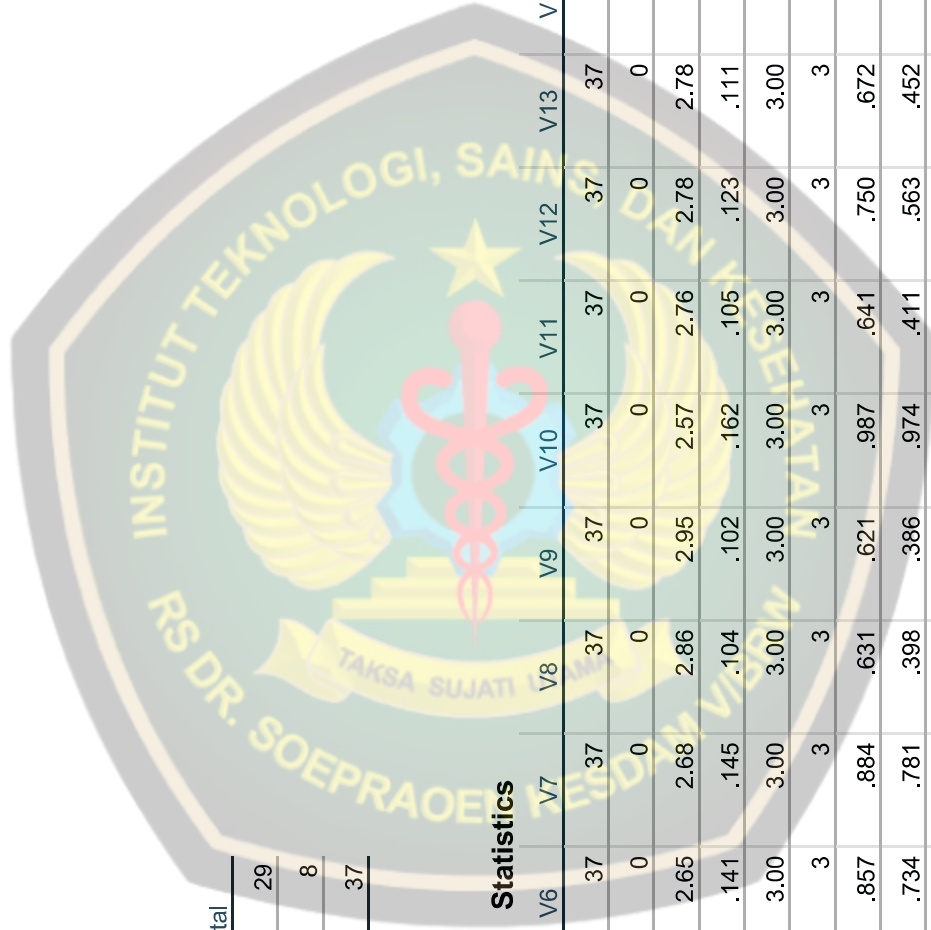 INSTITUT TEKNOLOGI, SAINS, DAN KESEHATAN
RS DR. SOEPRAOEN KESDAM V/BRW
TAKSA SUJATI UTAMA
tal
29
8
37
Statistics
V6 V7 V8 V9 V10 V11 V12 V13 V
37 37 37 37 37 37 37 37
0 0 0 0 0 0 0 0
2.65 2.68 2.86 2.95 2.57 2.76 2.78 2.78
.141 .145 .104 .102 .162 .105 .123 .111
3.00 3.00 3.00 3.00 3.00 3.00 3.00 3.00
3 3 3 3 3 3 3 3
.857 .884 .631 .621 .987 .641 .750 .672
.734 .781 .398 .386 .974 .411 .563 .452